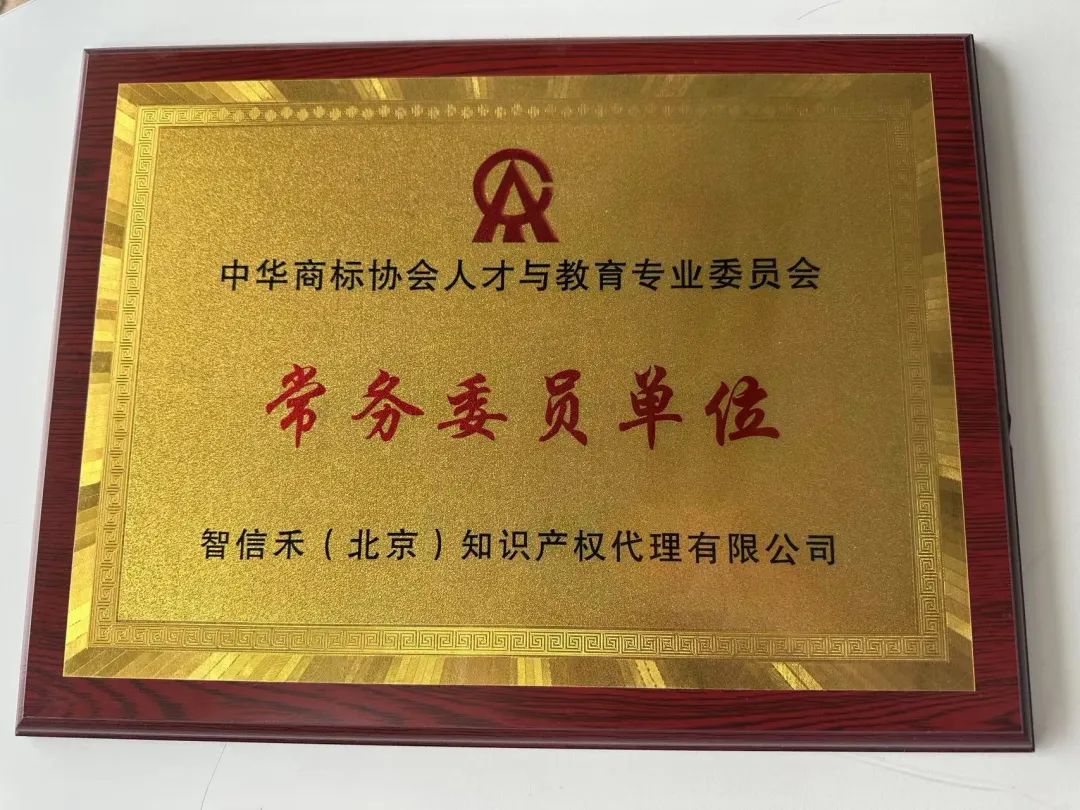 中华商标协会人才与教育专业委员会
常务委员单位
智信禾（北京）知识产权代理有限公司